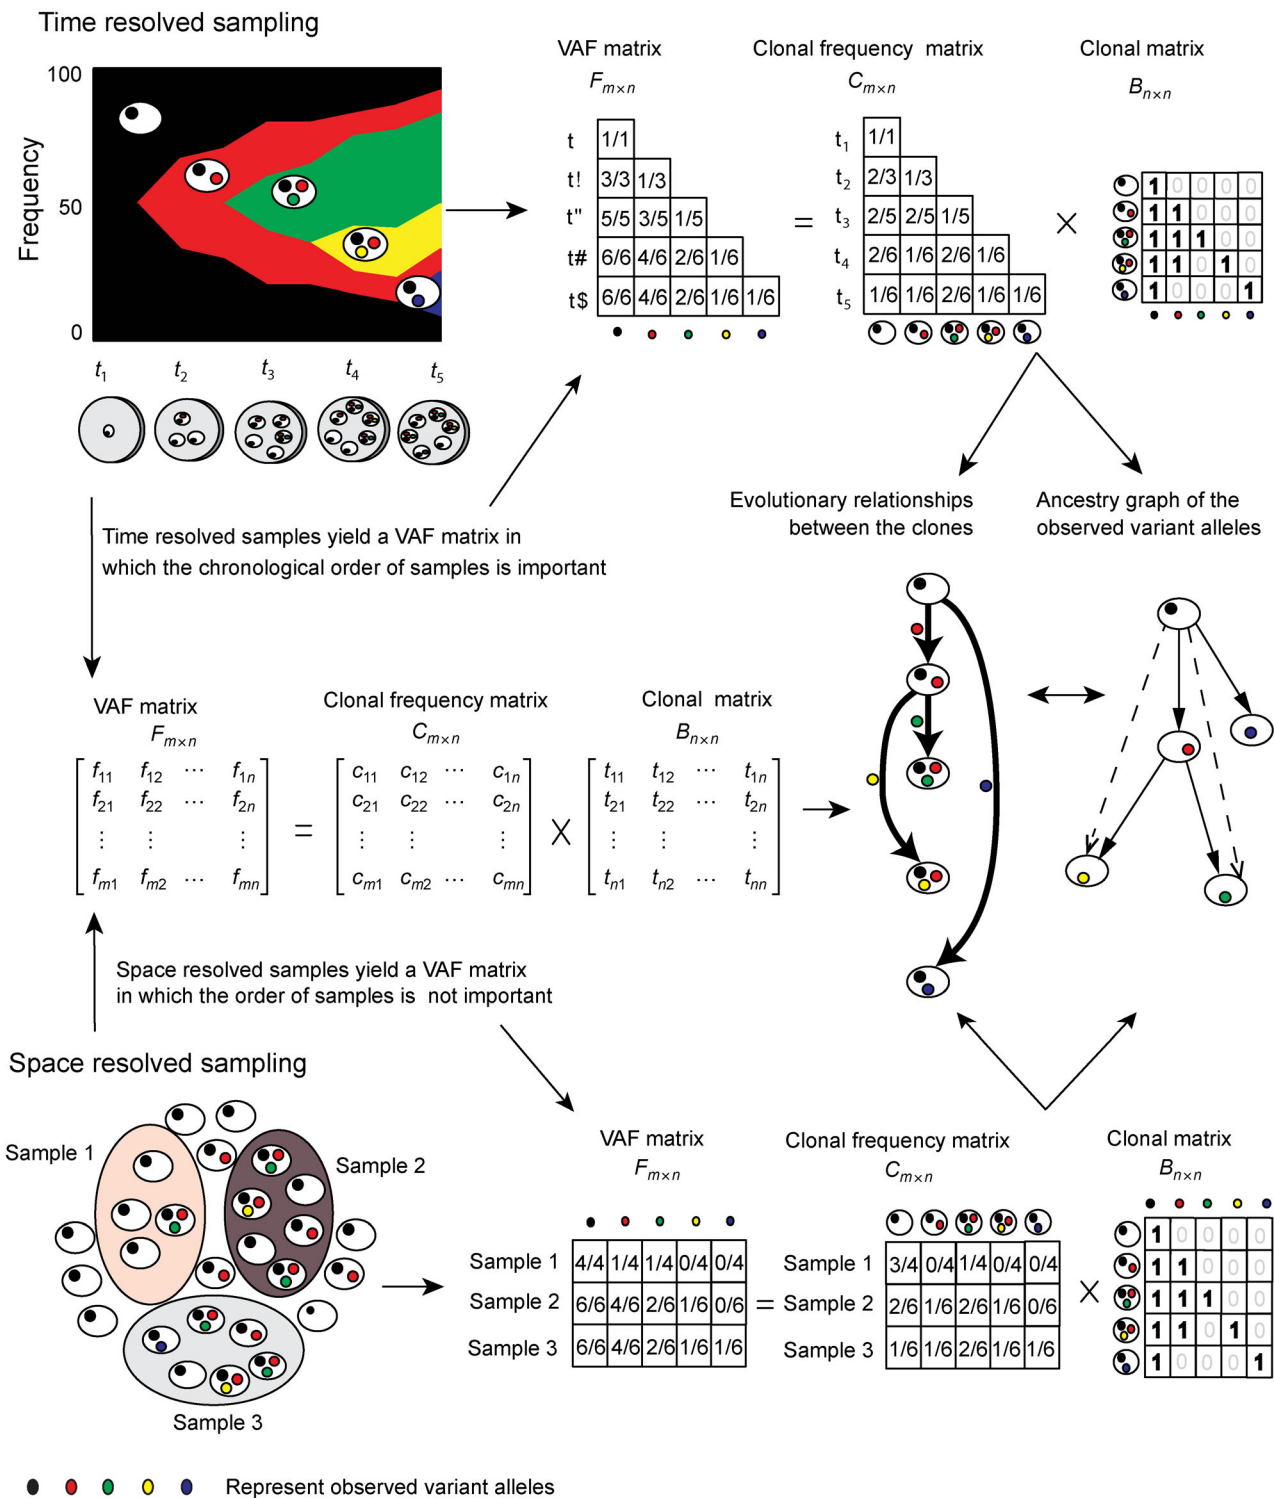 Time resolved sampling
100
50
0
Frequency
t1 t2 t3 t4 t5
VAF matrix
Fm×n
t 1/1
t! 3/3 1/3
t" 5/5 3/5 1/5
t# 6/6 4/6 2/6 1/6
t$ 6/6 4/6 2/6 1/6 1/6
=
Clonal frequency matrix
Cm×n
t1 1/1
t2 2/3 1/3
t3 2/5 2/5 1/5
t4 2/6 1/6 2/6 1/6
t5 1/6 1/6 2/6 1/6 1/6
×
Clonal matrix
Bn×n
1 0 0 0 0
1 1 0 0 0
1 1 1 0 0
1 1 0 1 0
1 0 0 0 1
Time resolved samples yield a VAF matrix in
which the chronological order of samples is important
Evolutionary relationships
between the clones
Ancestry graph of the
observed variant alleles
VAF matrix
Fm×n
f11 f12 ⋯ f1n
f21 f22 ⋯ f2n
⋮ ⋮ ⋮
fm1 fm2 ⋯ fmn
=
Clonal frequency matrix
Cm×n
c11 c12 ⋯ c1n
c21 c22 ⋯ c2n
⋮ ⋮ ⋮
cm1 cm2 ⋯ cmn
×
Clonal matrix
Bn×n
t11 t12 ⋯ t1n
t21 t22 ⋯ t2n
⋮ ⋮ ⋮
tn1 tn2 ⋯ tnn
Space resolved samples yield a VAF matrix
in which the order of samples is not important
Space resolved sampling
Sample 1
Sample 2
Sample 3
VAF matrix
Fm×n
Sample 1 4/4 1/4 1/4 0/4 0/4
Sample 2 6/6 4/6 2/6 1/6 0/6
Sample 3 6/6 4/6 2/6 1/6 1/6
=
Clonal frequency matrix
Cm×n
Sample 1 3/4 0/4 1/4 0/4 0/4
Sample 2 2/6 1/6 2/6 1/6 0/6
Sample 3 1/6 1/6 2/6 1/6 1/6
×
Clonal matrix
Bn×n
1 0 0 0 0
1 1 0 0 0
1 1 1 0 0
1 1 0 1 0
1 0 0 0 1
Represent observed variant alleles